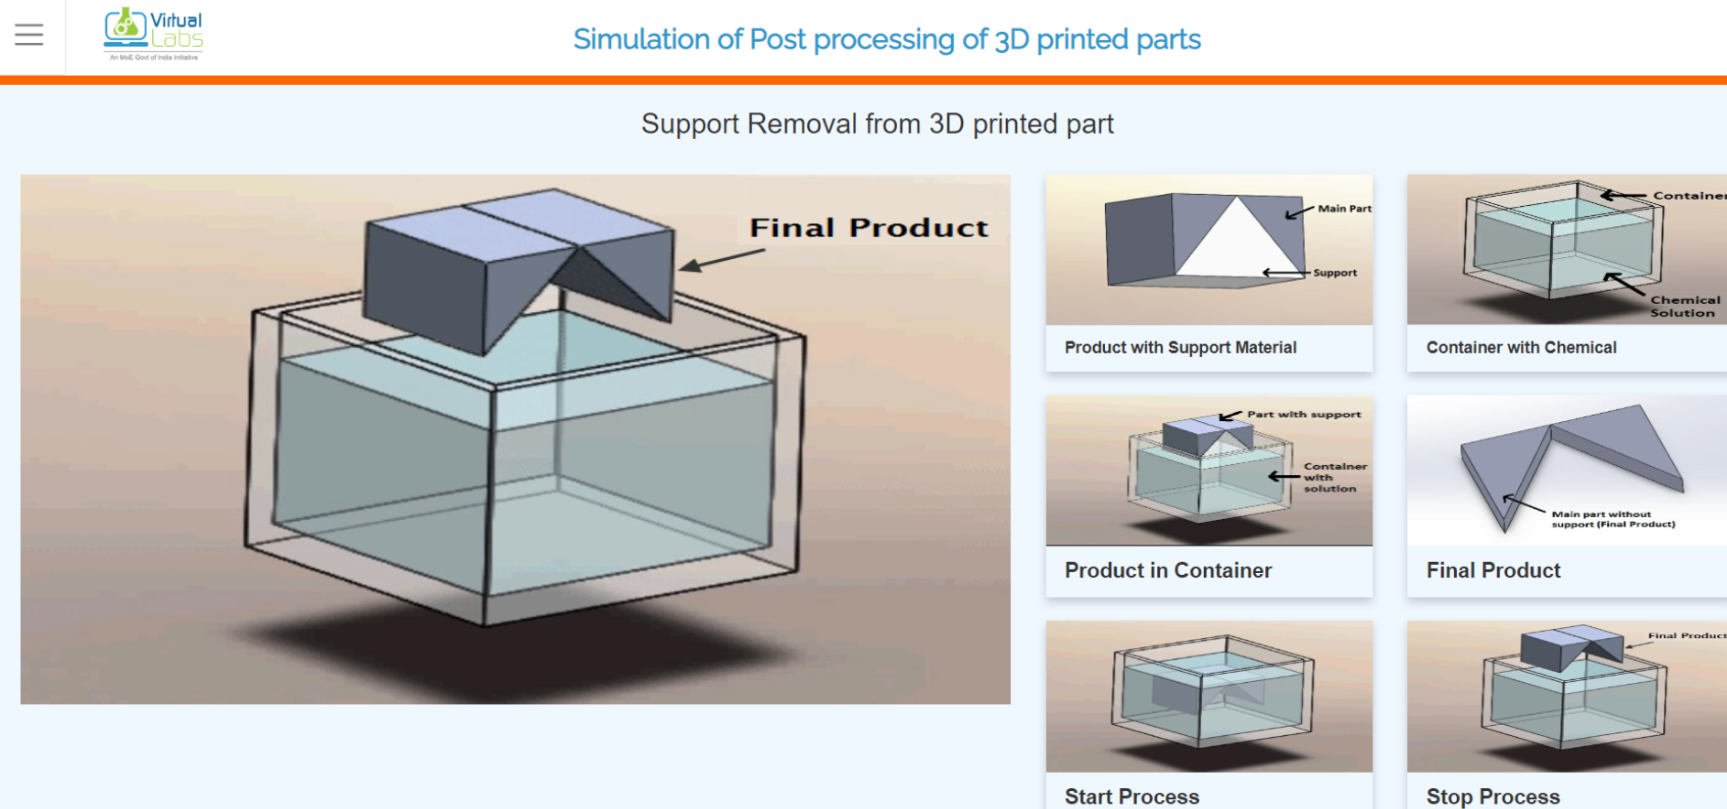 Virtual
Labs
An MoE Govt of India Initiative
Simulation of Post processing of 3D printed parts
Support Removal from 3D printed part
Final Product
Main Part
Support
Product with Support Material
Container
Chemical
Solution
Container with Chemical
Part with support
Container
with
solution
Product in Container
Main part without
support (Final Product)
Final Product
Start Process
Final Product
Stop Process